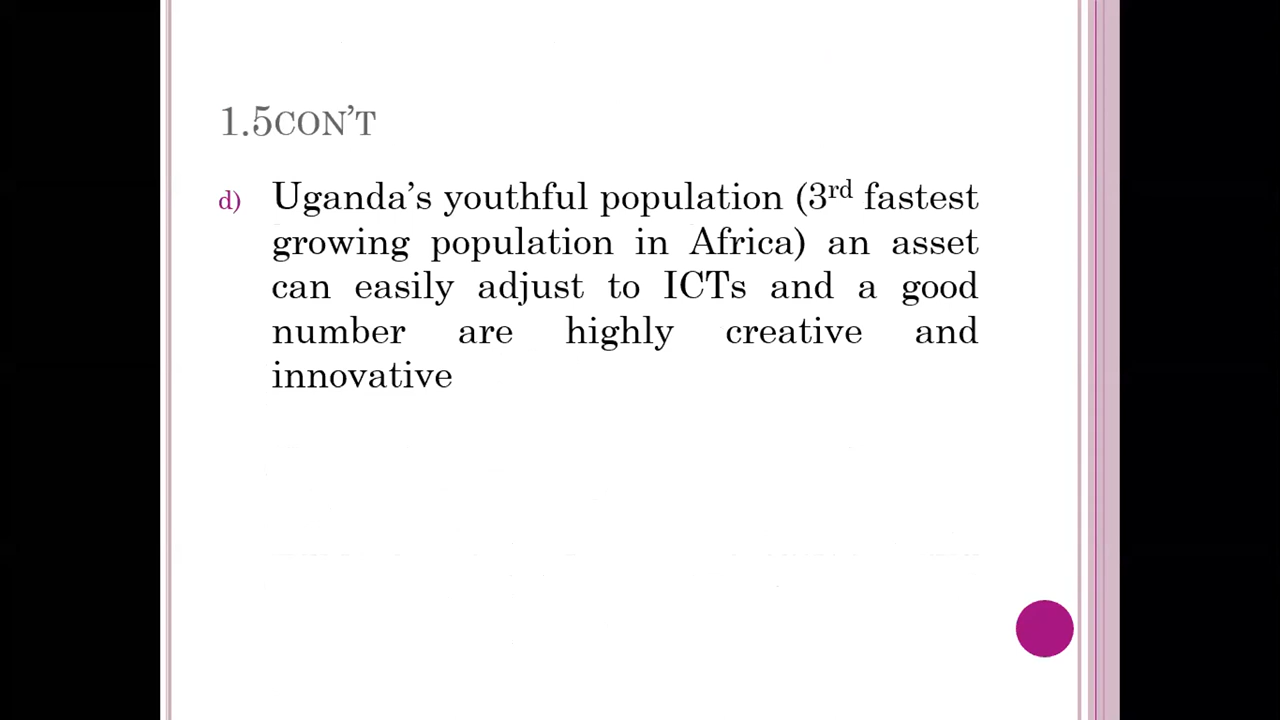 1.5CON’T
d) Uganda’s youthful population (3rd fastest
growing population in Africa) an asset
can easily adjust to ICTs and a good
number are highly creative and
innovative